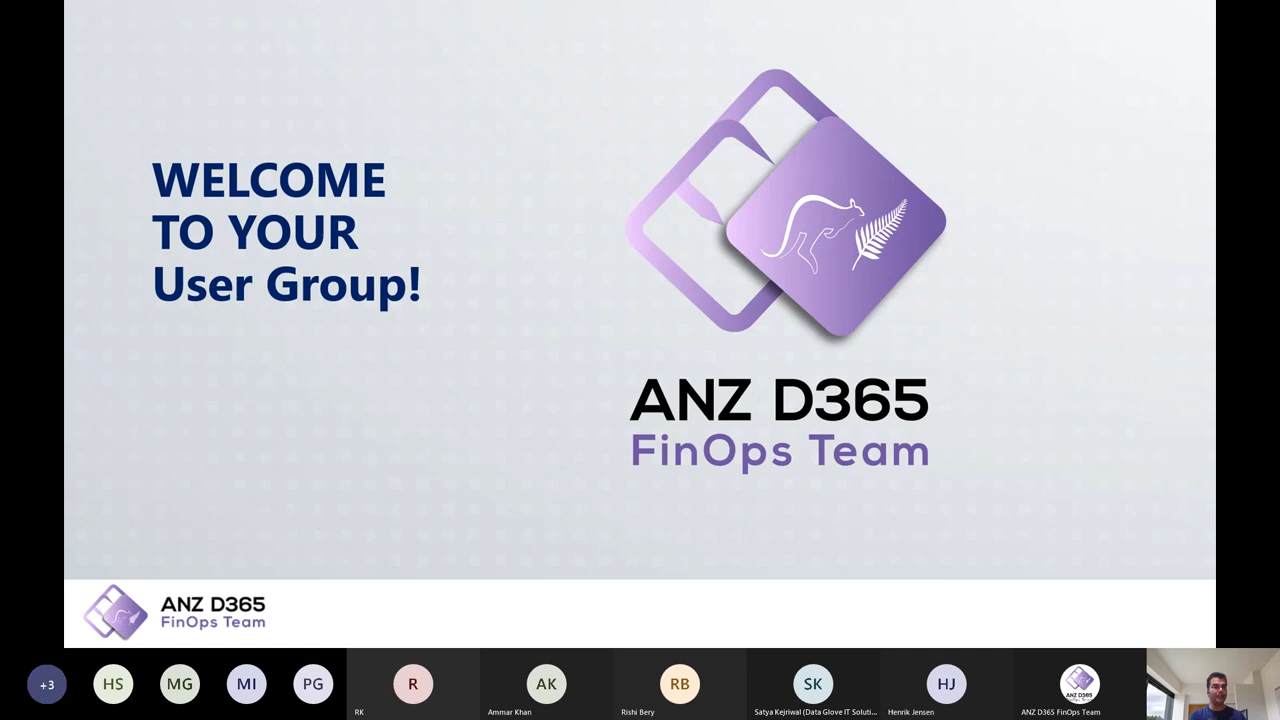 WELCOME
TO YOUR
User Group!
ANZ D365
FinOps Team
ANZ D365
FinOps Team
+3
HS
MG
MI
PG
R
RK
AK
Ammar Khan
RB
Rishi Bery
SK
Satya Kejriwal (Data Glove IT Soluti...
HJ
Henrik Jensen
ANZ D365
ANZ D365 FinOps Team